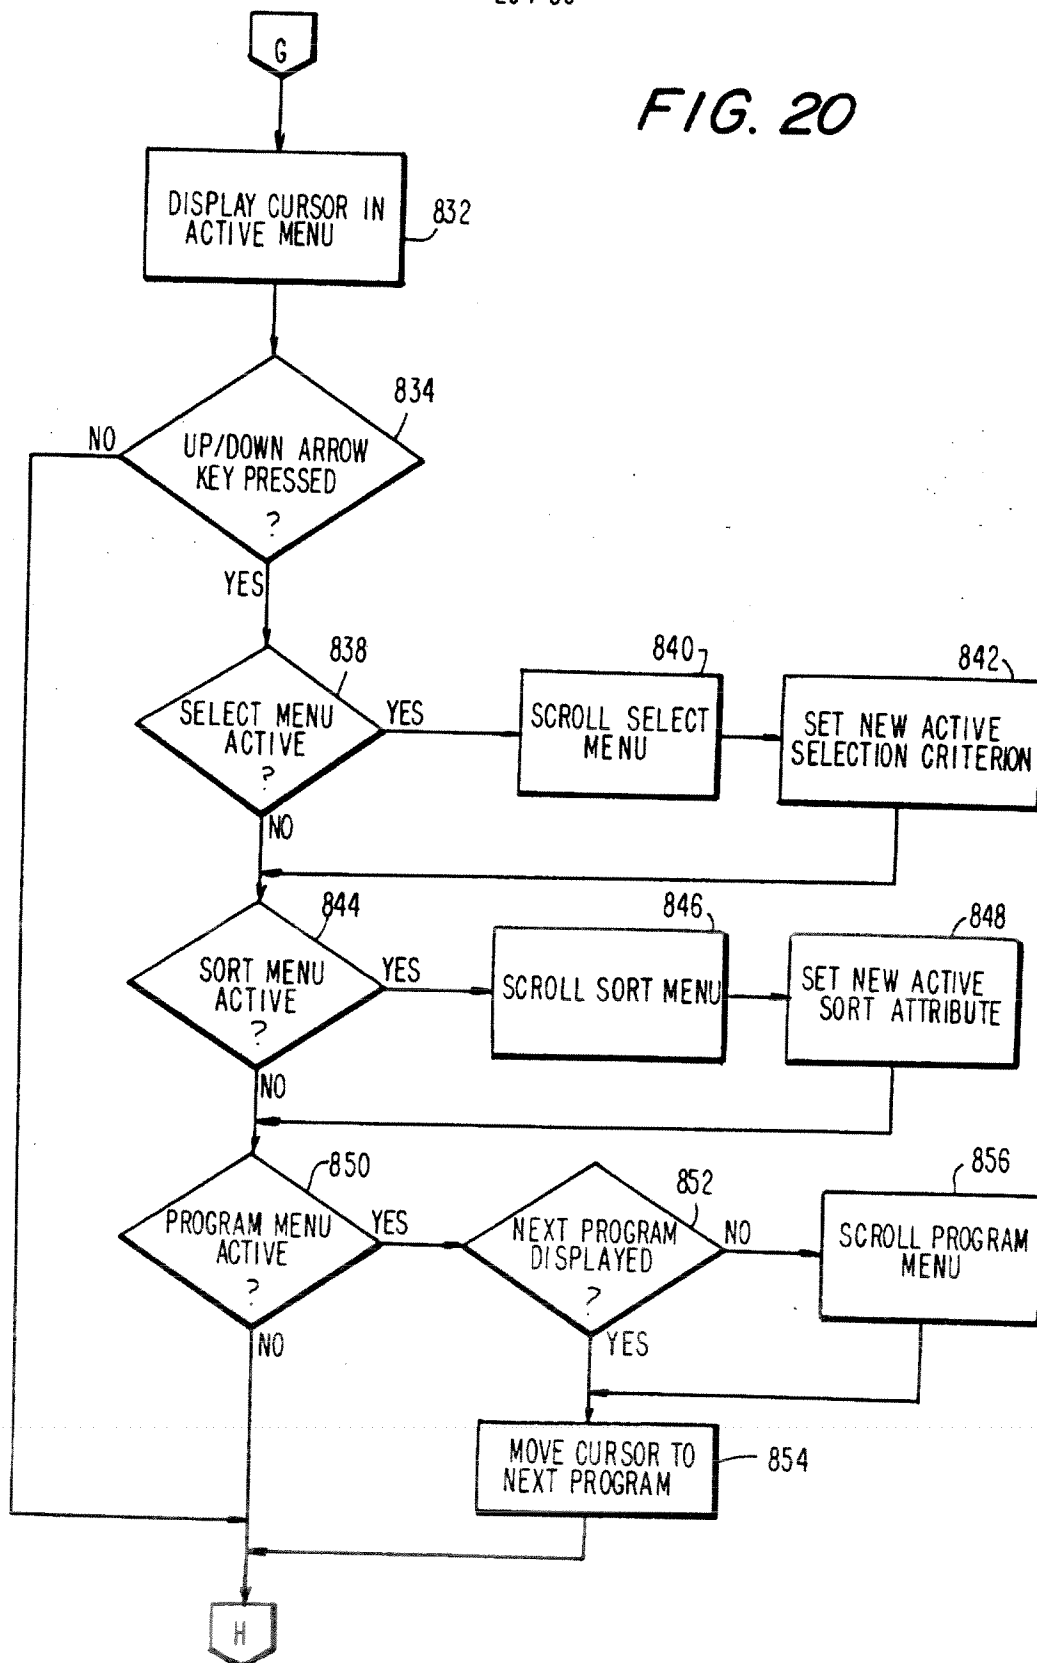 G
FIG. 20
DISPLAY CURSOR IN
ACTIVE MENU
832
834
NO
UP/DOWN ARROW
KEY PRESSED
?
YES
838
SELECT MENU
ACTIVE
?
YES
840
SCROLL SELECT
MENU
842
SET NEW ACTIVE
SELECTION CRITERION
NO
844
SORT MENU
ACTIVE
?
YES
846
SCROLL SORT MENU
848
SET NEW ACTIVE
SORT ATTRIBUTE
NO
850
PROGRAM MENU
ACTIVE
?
YES
852
NEXT PROGRAM
DISPLAYED
?
NO
856
SCROLL PROGRAM
MENU
NO
YES
MOVE CURSOR TO
NEXT PROGRAM
854
H